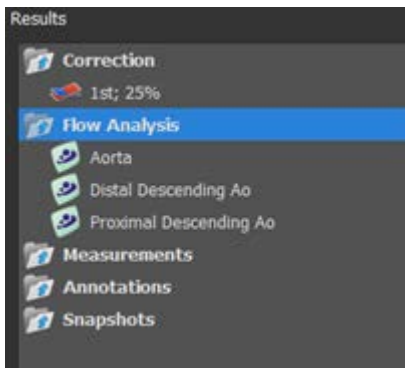 Results
Correction
1st; 25%
Flow Analysis
Aorta
Distal Descending Ao
Proximal Descending Ao
Measurements
Annotations
Snapshots